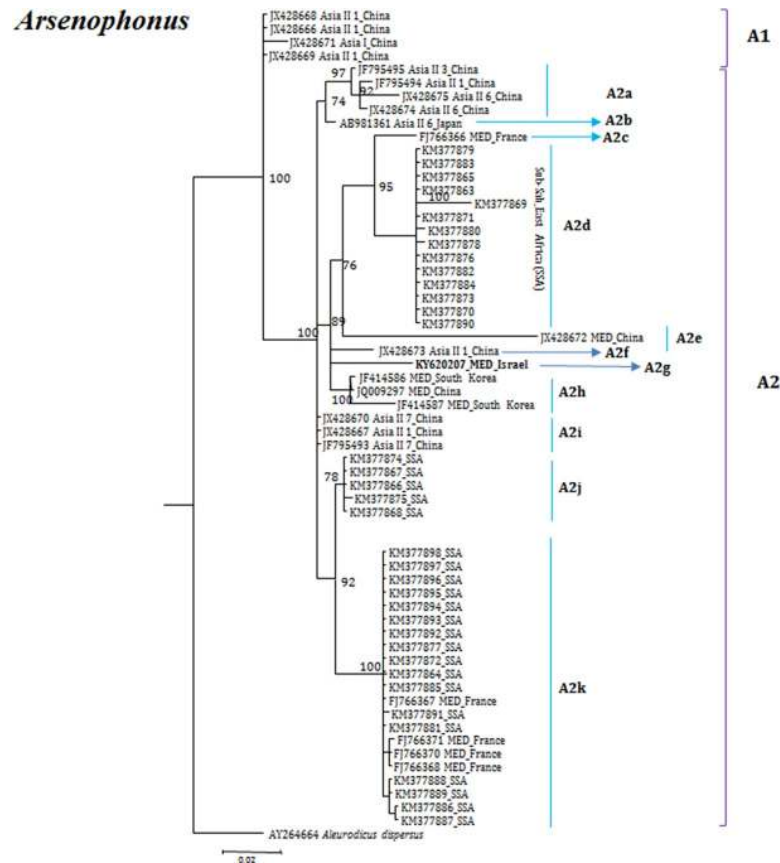 Arsenophonus
JX428668 Asia II 1_China
JX428666 Asia II 1_China
JX428671 Asia I_China
JX428669 Asia II 1_China
A1
97
JF795495 Asia II 3_China
JF795494 Asia II 1_China
92
JX428675 Asia II 6_China
A2a
74
JX428674 Asia II 6_China
AB981361 Asia II 6_Japan
A2b
FJ766366 MED_France
A2c
KM377879
KM377883
100
KM377865
95
KM377863
100
KM377869
KM377871
KM377880
KM377878
KM377876
KM377882
KM377884
KM377873
KM377870
KM377890
Sub-Sah_East Africa (SSA)
A2d
76
89
100
JX428672 MED_China
A2e
JX428673 Asia II 1_China
A2f
KY620207_MED_Israel
A2g
JF414586 MED_South Korea
JQ009297 MED_China
100
JF414587 MED_South Korea
A2h
A2
JX428670 Asia II 7_China
JX428667 Asia II 1_China
JF795493 Asia II 7_China
A2i
KM377874_SSA
78
KM377867_SSA
KM377866_SSA
KM377875_SSA
KM377868_SSA
A2j
92
KM377898_SSA
KM377897_SSA
KM377896_SSA
KM377895_SSA
KM377894_SSA
KM377893_SSA
KM377892_SSA
KM377877_SSA
KM377872_SSA
100
KM377864_SSA
KM377885_SSA
A2k
FJ766367 MED_France
KM377891_SSA
KM377881_SSA
FJ766371 MED_France
FJ766370 MED_France
FJ766368 MED_France
KM377888_SSA
KM377889_SSA
KM377886_SSA
KM377887_SSA
AY264664 Aleurodicus dispersus
0.02